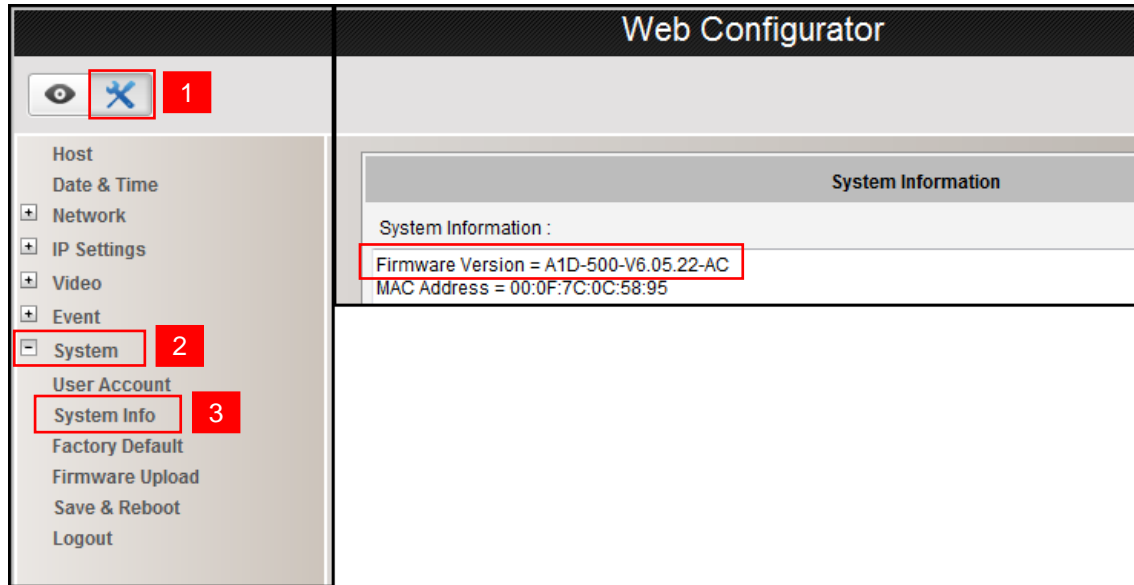 Web Configurator
1
Host
Date & Time
Network
IP Settings
Video
Event
System
2
User Account
System Info
3
Factory Default
Firmware Upload
Save & Reboot
Logout
System Information
System Information :
Firmware Version = A1D-500-V6.05.22-AC
MAC Address = 00:0F:7C:0C:58:95